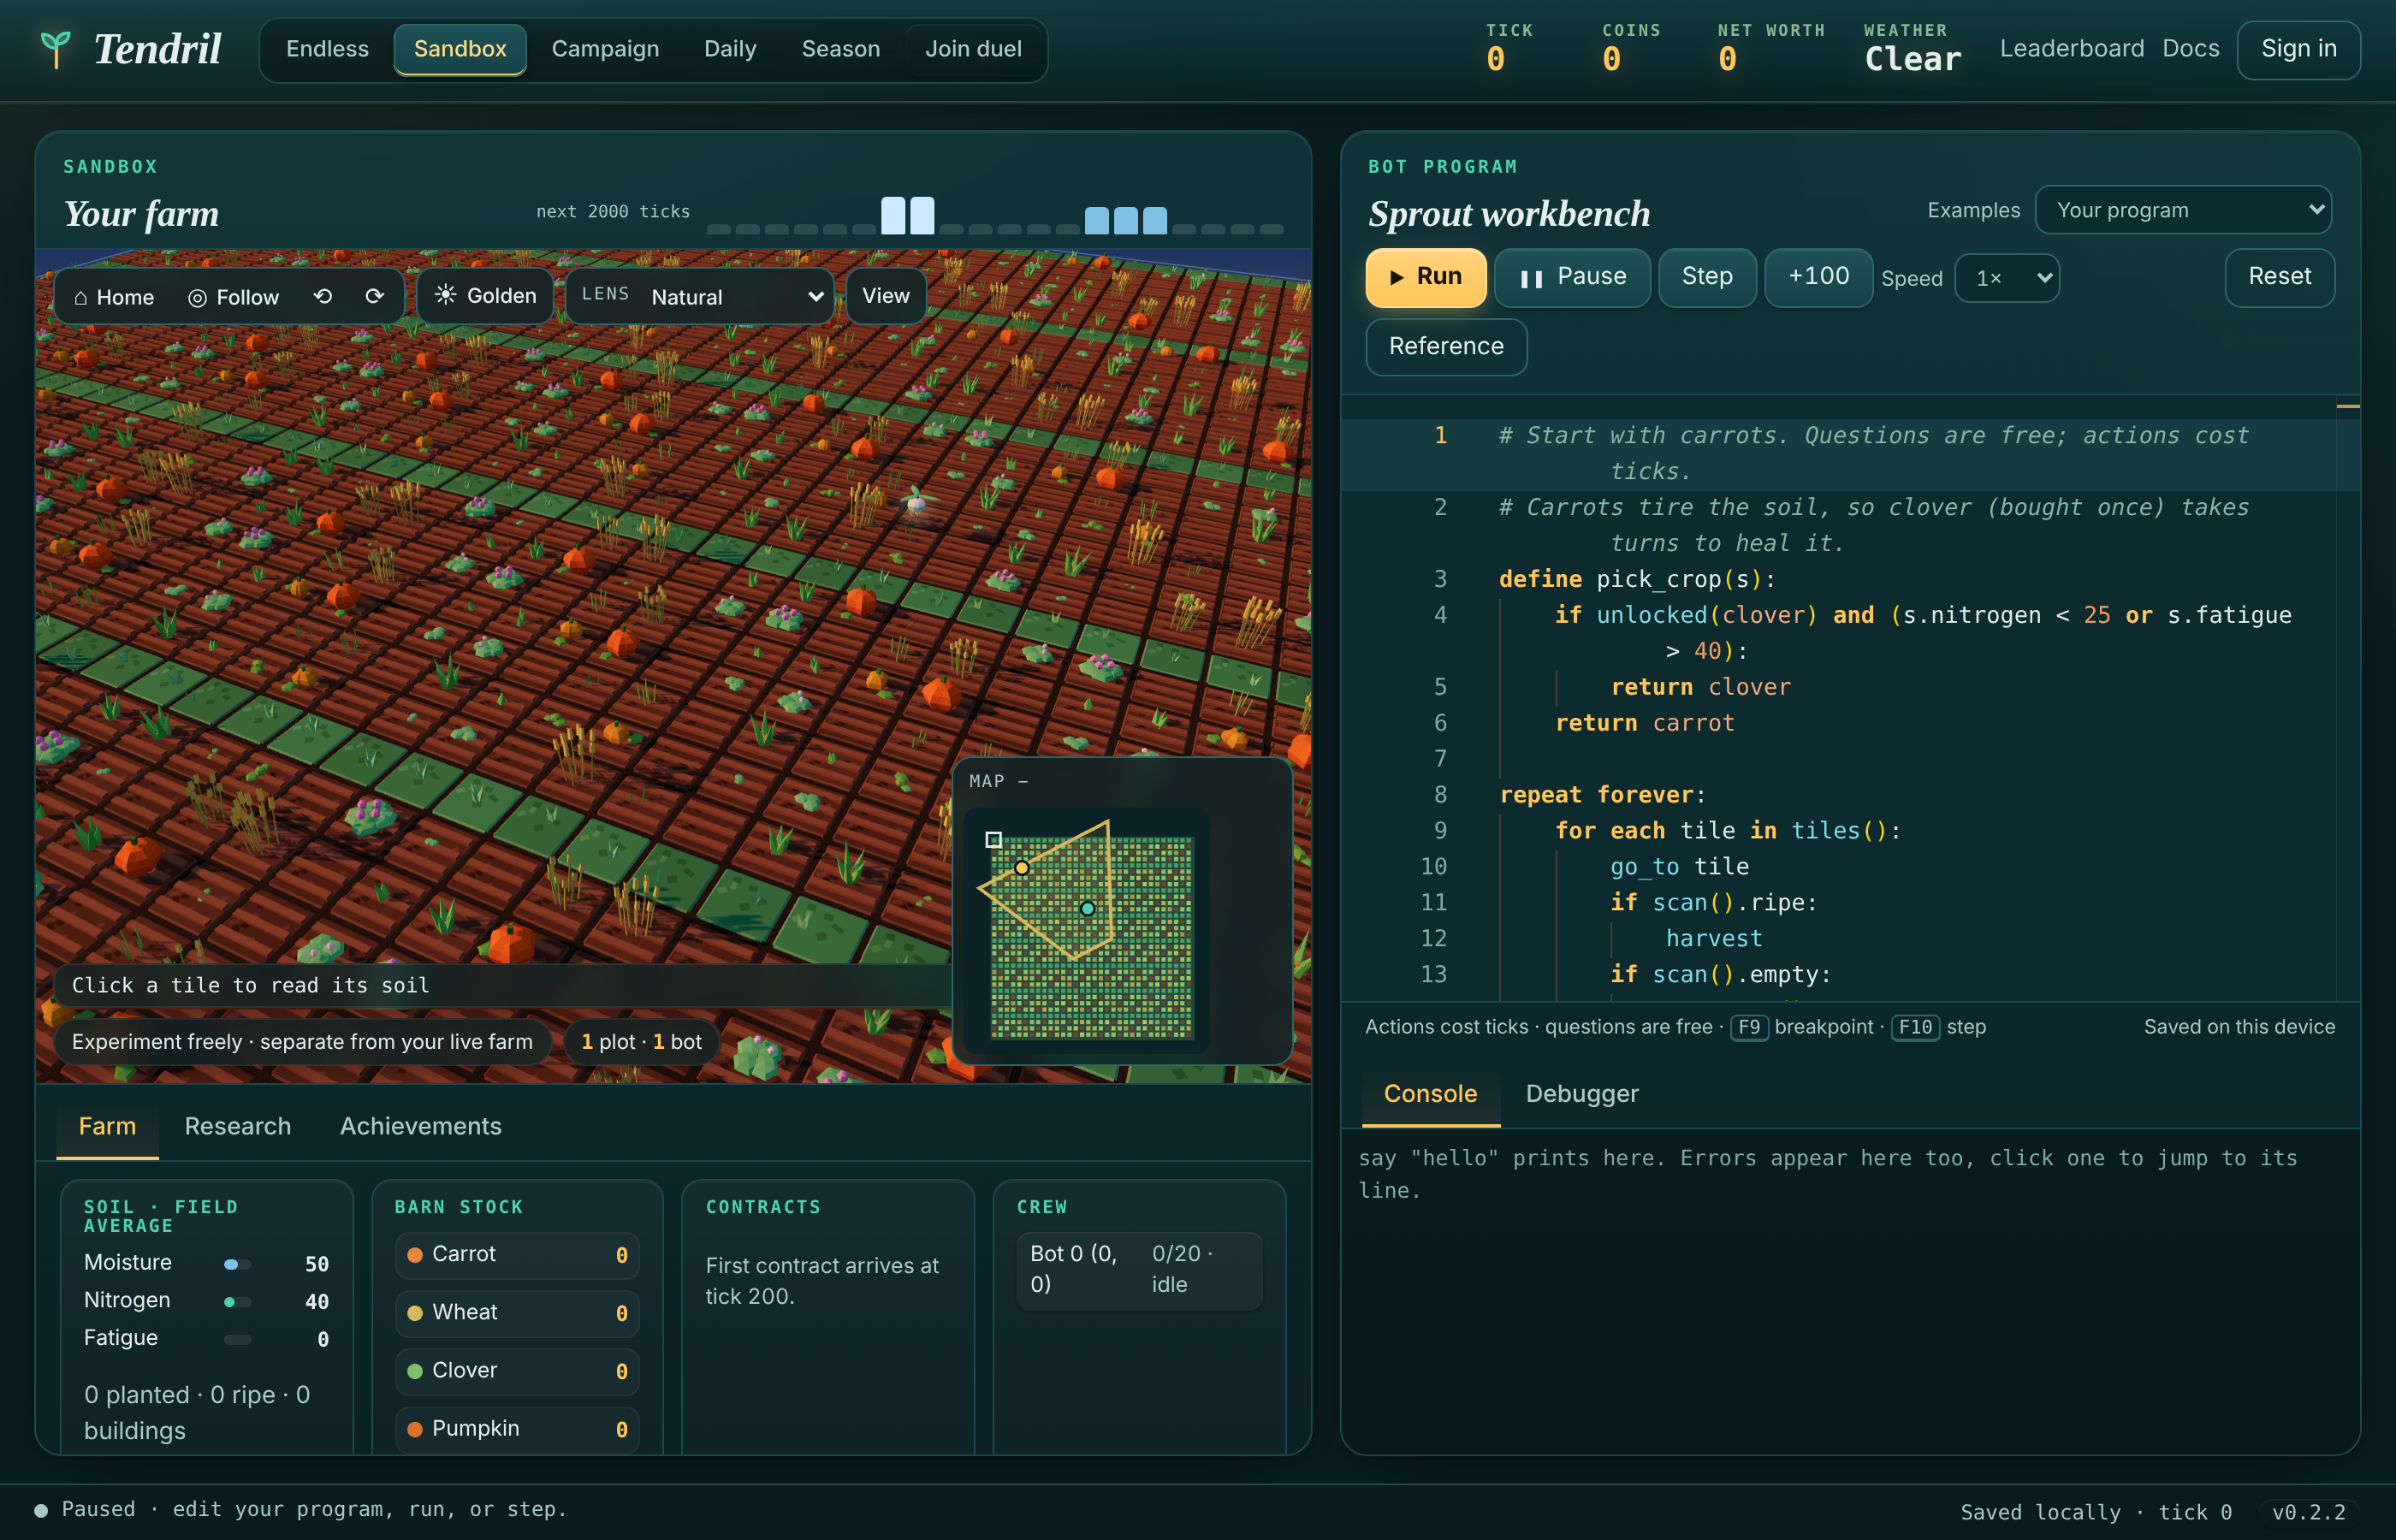 Tendril
Endless Sandbox Campaign Daily Season Join duel
TICK COINS NET WORTH WEATHER
0 0 0 Clear
Leaderboard Docs Sign in
SANDBOX
Your farm
next 2000 ticks
Home Follow Golden LENS Natural View
MAP −
Click a tile to read its soil
Experiment freely · separate from your live farm
1 plot · 1 bot
Farm Research Achievements
SOIL · FIELD
AVERAGE
Moisture 50
Nitrogen 40
Fatigue 0
0 planted · 0 ripe · 0
buildings
BARN STOCK
Carrot 0
Wheat 0
Clover 0
Pumpkin 0
CONTRACTS
First contract arrives at
tick 200.
CREW
Bot 0 (0, 0/20 ·
0) idle
BOT PROGRAM
Sprout workbench
Examples Your program
Run Pause Step +100 Speed 1× Reset
Reference
1 # Start with carrots. Questions are free; actions cost
ticks.
2 # Carrots tire the soil, so clover (bought once) takes
turns to heal it.
3 define pick_crop(s):
4 if unlocked(clover) and (s.nitrogen < 25 or s.fatigue
> 40):
5 return clover
6 return carrot
7
8 repeat forever:
9 for each tile in tiles():
10 go_to tile
11 if scan().ripe:
12 harvest
13 if scan().empty:
Actions cost ticks · questions are free · F9 breakpoint · F10 step
Saved on this device
Console Debugger
say "hello" prints here. Errors appear here too, click one to jump to its
line.
Paused · edit your program, run, or step.
Saved locally · tick 0 v0.2.2